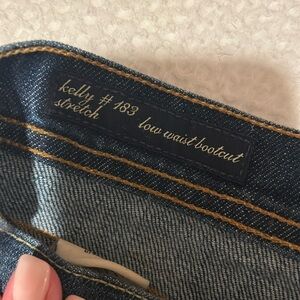 kelly # 183
stretch
low waist bootcut